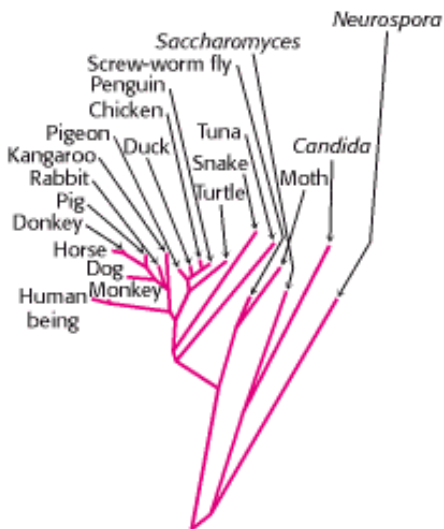 Neurospora
Saccharomyces
Screw-worm fly
Penguin
Chicken
Pigeon
Duck
Tuna
Candida
Kangaroo
Snake
Moth
Rabbit
Turtle
Pig
Donkey
Horse
Dog
Monkey
Human
being